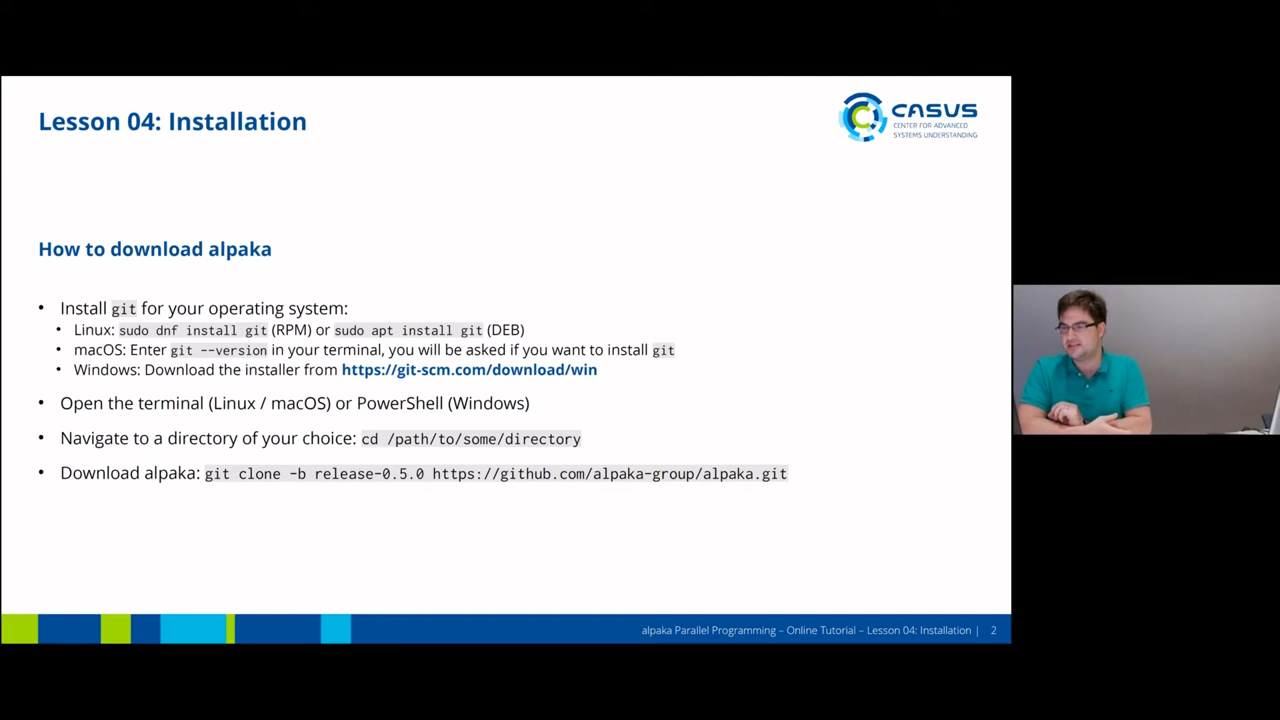 Lesson 04: Installation
CASUS
CENTER FOR ADVANCED
SYSTEMS UNDERSTANDING
How to download alpaka
• Install git for your operating system:
• Linux: sudo dnf install git (RPM) or sudo apt install git (DEB)
• macOS: Enter git --version in your terminal, you will be asked if you want to install git
• Windows: Download the installer from https://git-scm.com/download/win
• Open the terminal (Linux / macOS) or PowerShell (Windows)
• Navigate to a directory of your choice: cd /path/to/some/directory
• Download alpaka: git clone -b release-0.5.0 https://github.com/alpaka-group/alpaka.git
alpaka Parallel Programming – Online Tutorial – Lesson 04: Installation | 2